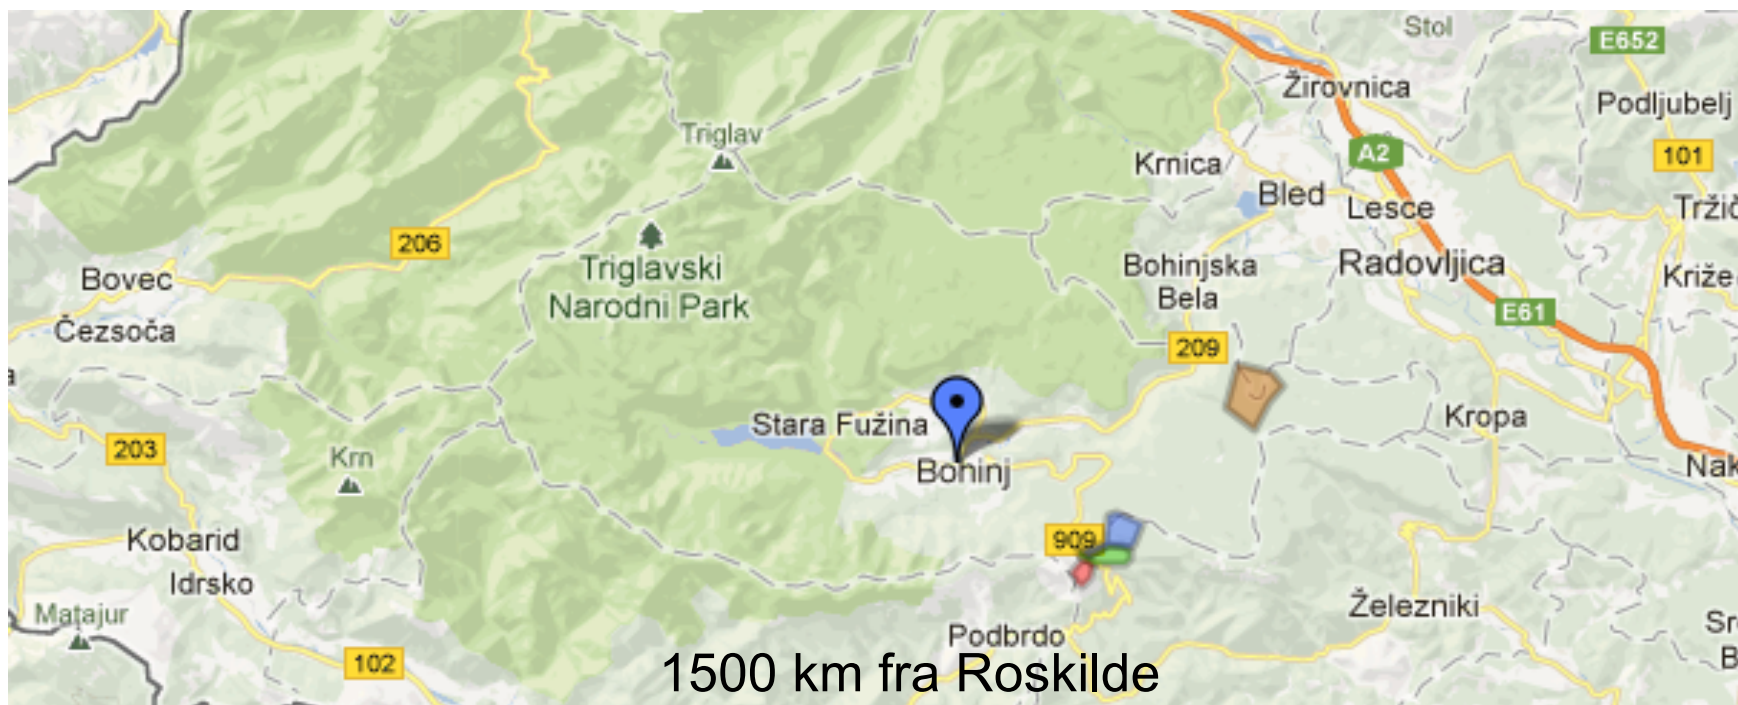 Stol
E652
Žirovnica
Podljubelj
Triglav
A2
101
Krnica
Bled
Lesce
206
Triglavski
Narodni Park
Bohinjska
Bela
Radovljica
Križe
Bovec
E61
Čezsoča
209
Stara Fužina
Kropa
203
Krn
Bohinj
Kobarid
909
Idrsko
Železniki
Matajur
Podbrdo
102
1500 km fra Roskilde